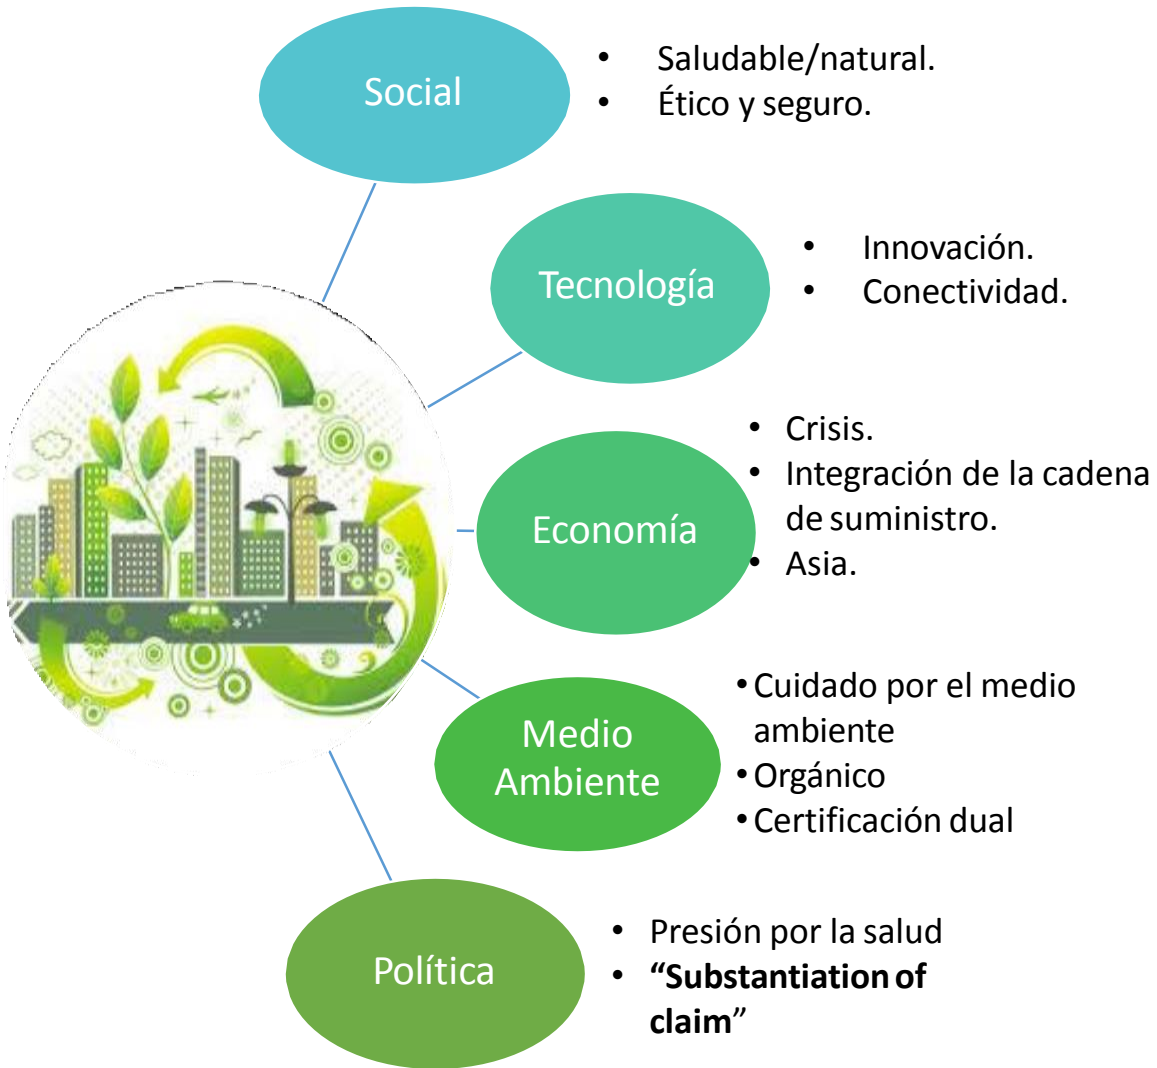 Social
• Saludable/natural.
• Ético y seguro.
Tecnología
• Innovación.
• Conectividad.
Economía
• Crisis.
• Integración de la cadena
de suministro.
• Asia.
Medio
Ambiente
• Cuidado por el medio
ambiente
• Orgánico
• Certificación dual
Política
• Presión por la salud
• “Substantiation of
claim”